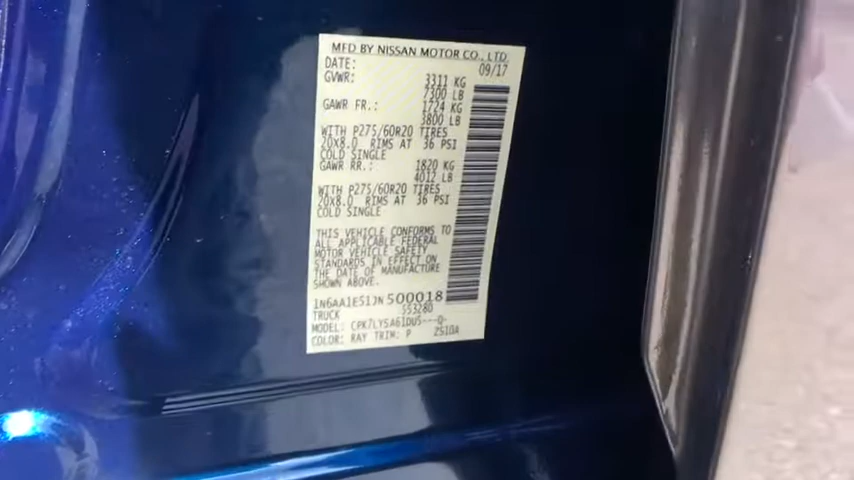 MFD BY NISSAN MOTOR CO., LTD.
DATE: 09/17
GVWR: 3311 KG
7300 LB
GAWR FR.: 1724 KG
3800 LB
WITH P275/60R20 TIRES
20X8.0 RIMS AT 36 PSI
COLD SINGLE
GAWR RR.: 1820 KG
4012 LB
WITH P275/60R20 TIRES
20X8.0 RIMS AT 36 PSI
COLD SINGLE
THIS VEHICLE CONFORMS TO
ALL APPLICABLE FEDERAL
MOTOR VEHICLE SAFETY
STANDARDS IN EFFECT ON
THE DATE OF MANUFACTURE
SHOWN ABOVE.
1N6AA1E51JN500018
TRUCK 553280
MODEL:
COLOR: RAY TRIM: P